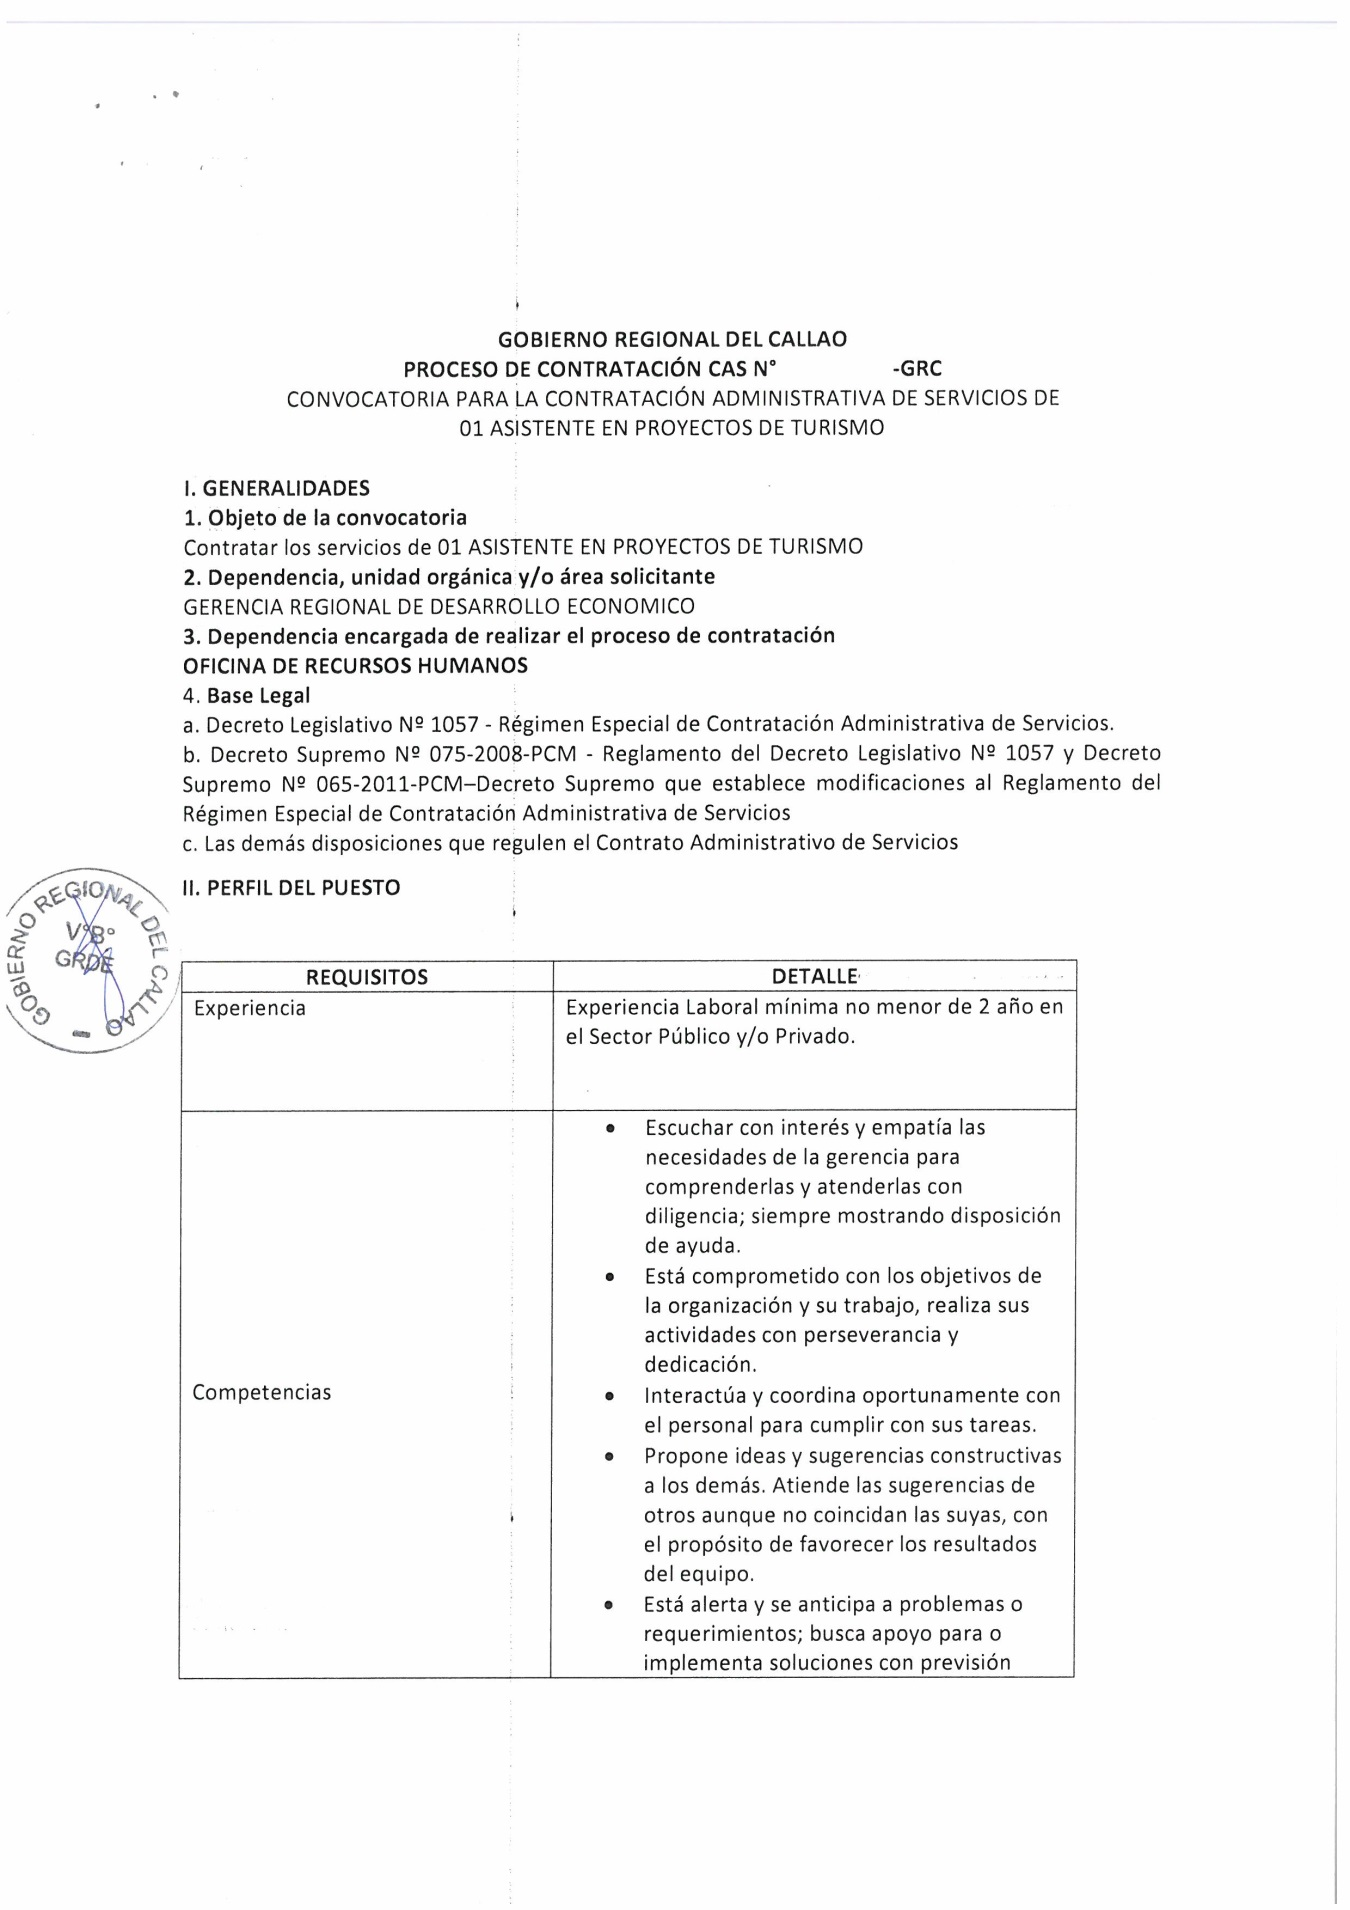 GOBIERNO REGIONAL DEL CALLAO
PROCESO DE CONTRATACIÓN CAS N° -GRC
CONVOCATORIA PARA LA CONTRATACIÓN ADMINISTRATIVA DE SERVICIOS DE
01 ASISTENTE EN PROYECTOS DE TURISMO
I. GENERALIDADES
1. Objeto de la convocatoria
Contratar los servicios de 01 ASISTENTE EN PROYECTOS DE TURISMO
2. Dependencia, unidad orgánica y/o área solicitante
GERENCIA REGIONAL DE DESARROLLO ECONOMICO
3. Dependencia encargada de realizar el proceso de contratación
OFICINA DE RECURSOS HUMANOS
4. Base Legal
a. Decreto Legislativo Nº 1057 - Régimen Especial de Contratación Administrativa de Servicios.
b. Decreto Supremo Nº 075-2008-PCM - Reglamento del Decreto Legislativo Nº 1057 y Decreto
Supremo Nº 065-2011-PCM–Decreto Supremo que establece modificaciones al Reglamento del
Régimen Especial de Contratación Administrativa de Servicios
c. Las demás disposiciones que regulen el Contrato Administrativo de Servicios
II. PERFIL DEL PUESTO
GOBIERNO REGIONAL DEL CALLAO
V°B°
GRDE
REQUISITOS DETALLE
Experiencia
Experiencia Laboral mínima no menor de 2 año en
el Sector Público y/o Privado.
Competencias
• Escuchar con interés y empatía las
necesidades de la gerencia para
comprenderlas y atenderlas con
diligencia; siempre mostrando disposición
de ayuda.
• Está comprometido con los objetivos de
la organización y su trabajo, realiza sus
actividades con perseverancia y
dedicación.
• Interactúa y coordina oportunamente con
el personal para cumplir con sus tareas.
• Propone ideas y sugerencias constructivas
a los demás. Atiende las sugerencias de
otros aunque no coincidan las suyas, con
el propósito de favorecer los resultados
del equipo.
• Está alerta y se anticipa a problemas o
requerimientos; busca apoyo para o
implementa soluciones con previsión